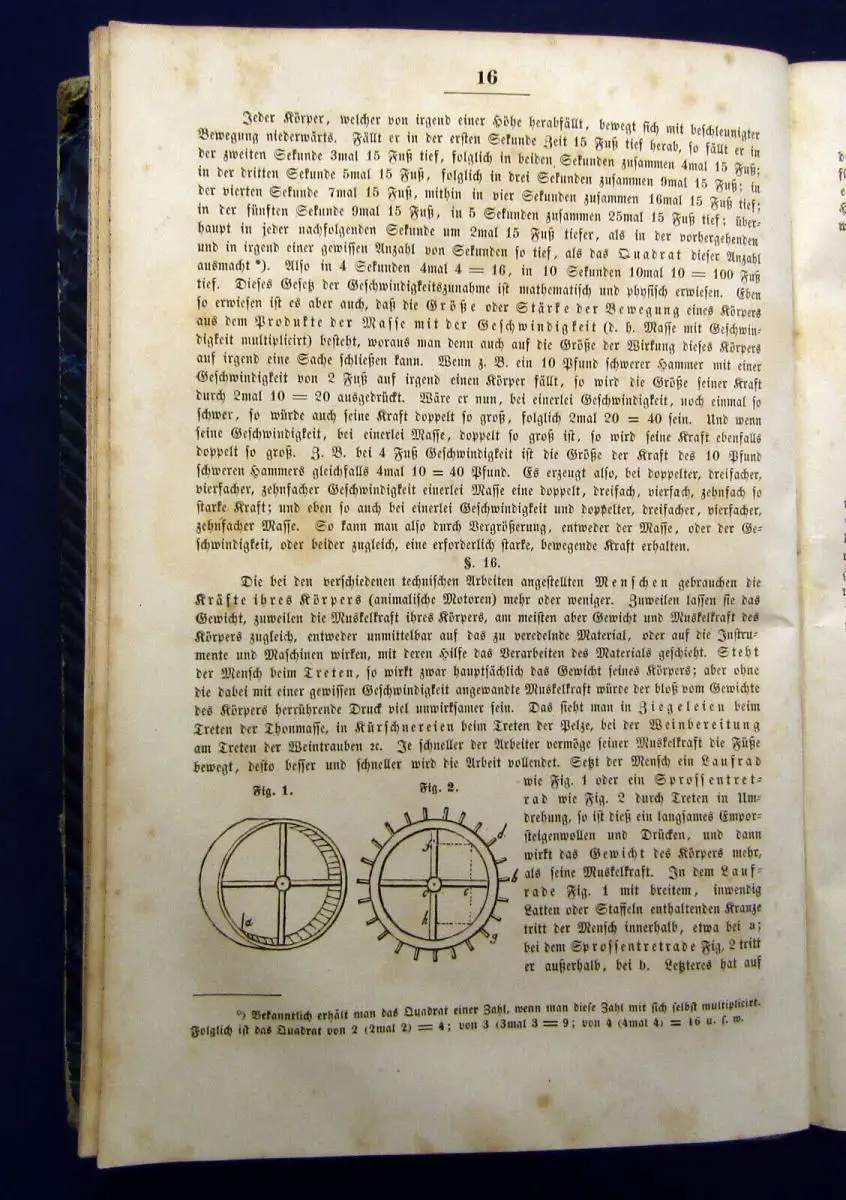 16
Jeder Körper, welcher von irgend einer Höhe herabfällt, bewegt sich mit beschleunigter
Bewegung niederwärts. Fällt er in der ersten Sekunde Zeit 15 Fuß tief herab, so fällt er in
der zweiten Sekunde 3mal 15 Fuß tief, folglich in beiden Sekunden zusammen 4mal 15 Fuß;
in der dritten Sekunde 5mal 15 Fuß, folglich in drei Sekunden zusammen 9mal 15 Fuß; in
der vierten Sekunde 7mal 15 Fuß, mithin in vier Sekunden zusammen 16mal 15 Fuß tief;
in der fünften Sekunde 9mal 15 Fuß, in 5 Sekunden zusammen 25mal 15 Fuß tief; über-
haupt in jeder nachfolgenden Sekunde um 2mal 15 Fuß tiefer, als in der vorhergehenden
und in irgend einer gewissen Anzahl von Sekunden so tief, als das Quadrat dieser Anzahl
ausmacht *). Also in 4 Sekunden 4mal 4 = 16, in 10 Sekunden 10mal 10 = 100 Fuß
tief. Dieses Gesetz der Geschwindigkeitszunahme ist mathematisch und physisch erwiesen. Eben
so erwiesen ist es aber auch, daß die Größe oder Stärke der Bewegung eines Körpers
aus dem Produkte der Masse mit der Geschwindigkeit (d. h. Masse mit Geschwin-
digkeit multiplicirt) besteht, woraus man denn auch auf die Größe der Wirkung dieses Körpers
auf irgend eine Sache schließen kann. Wenn z. B. ein 10 Pfund schwerer Hammer mit einer
Geschwindigkeit von 2 Fuß auf irgend einen Körper fällt, so wird die Größe seiner Kraft
durch 2mal 10 = 20 ausgedrückt. Wäre er nun, bei einerlei Geschwindigkeit, noch einmal so
schwer, so würde auch seine Kraft doppelt so groß, folglich 2mal 20 = 40 sein. Und wenn
seine Geschwindigkeit, bei einerlei Masse, doppelt so groß ist, so wird seine Kraft ebenfalls
doppelt so groß. Z. B. bei 4 Fuß Geschwindigkeit ist die Größe der Kraft des 10 Pfund
schweren Hammers gleichfalls 4mal 10 = 40 Pfund. Es erzeugt also, bei doppelter, dreifacher,
vierfacher, zehnfacher Geschwindigkeit einerlei Masse eine doppelt, dreifach, vierfach, zehnfach so
starke Kraft; und eben so auch bei einerlei Geschwindigkeit und doppelter, dreifacher, vierfacher,
zehnfacher Masse. So kann man also durch Vergrößerung, entweder der Masse, oder der Ge-
schwindigkeit, oder beider zugleich, eine erforderlich starke, bewegende Kraft erhalten.
§. 16.
Die bei den verschiedenen technischen Arbeiten angestellten Menschen gebrauchen die
Kräfte ihres Körpers (animalische Motoren) mehr oder weniger. Zuweilen lassen sie das
Gewicht, zuweilen die Muskelkraft ihres Körpers, am meisten aber Gewicht und Muskelkraft des
Körpers zugleich, entweder unmittelbar auf das zu veredelnde Material, oder auf die Instru-
mente und Maschinen wirken, mit deren Hilfe das Verarbeiten des Materials geschieht. Steht
der Mensch beim Treten, so wirkt zwar hauptsächlich das Gewicht seines Körpers; aber ohne
die dabei mit einer gewissen Geschwindigkeit angewandte Muskelkraft würde der bloß vom Gewichte
des Körpers herrührende Druck viel unwirksamer sein. Das sieht man in Ziegeleien beim
Treten der Thonmasse, in Kürschnereien beim Treten der Pelze, bei der Weinbereitung
am Treten der Weintrauben ꝛc. Je schneller der Arbeiter vermöge seiner Muskelkraft die Füße
bewegt, desto besser und schneller wird die Arbeit vollendet. Setzt der Mensch ein Laufrad
wie Fig. 1 oder ein Sprossentret-
rad wie Fig. 2 durch Treten in Um-
drehung, so ist dieß ein langsames Empor-
steigenwollen und Drücken, und dann
wirkt das Gewicht des Körpers mehr,
als seine Muskelkraft. In dem Lauf-
rade Fig. 1 mit breitem, inwendig
Latten oder Staffeln enthaltenden Kranze
tritt der Mensch innerhalb, etwa bei a;
bei dem Sprossentretrade Fig. 2 tritt
er außerhalb, bei b. Letzteres hat auf
Fig. 1.
a
Fig. 2.
f
d
b
c
e
h
g
*) Bekanntlich erhält man das Quadrat einer Zahl, wenn man diese Zahl mit sich selbst multiplicirt.
Folglich ist das Quadrat von 2 (2mal 2) = 4; von 3 (3mal 3 = 9; von 4 (4mal 4) = 16 u. s. w.